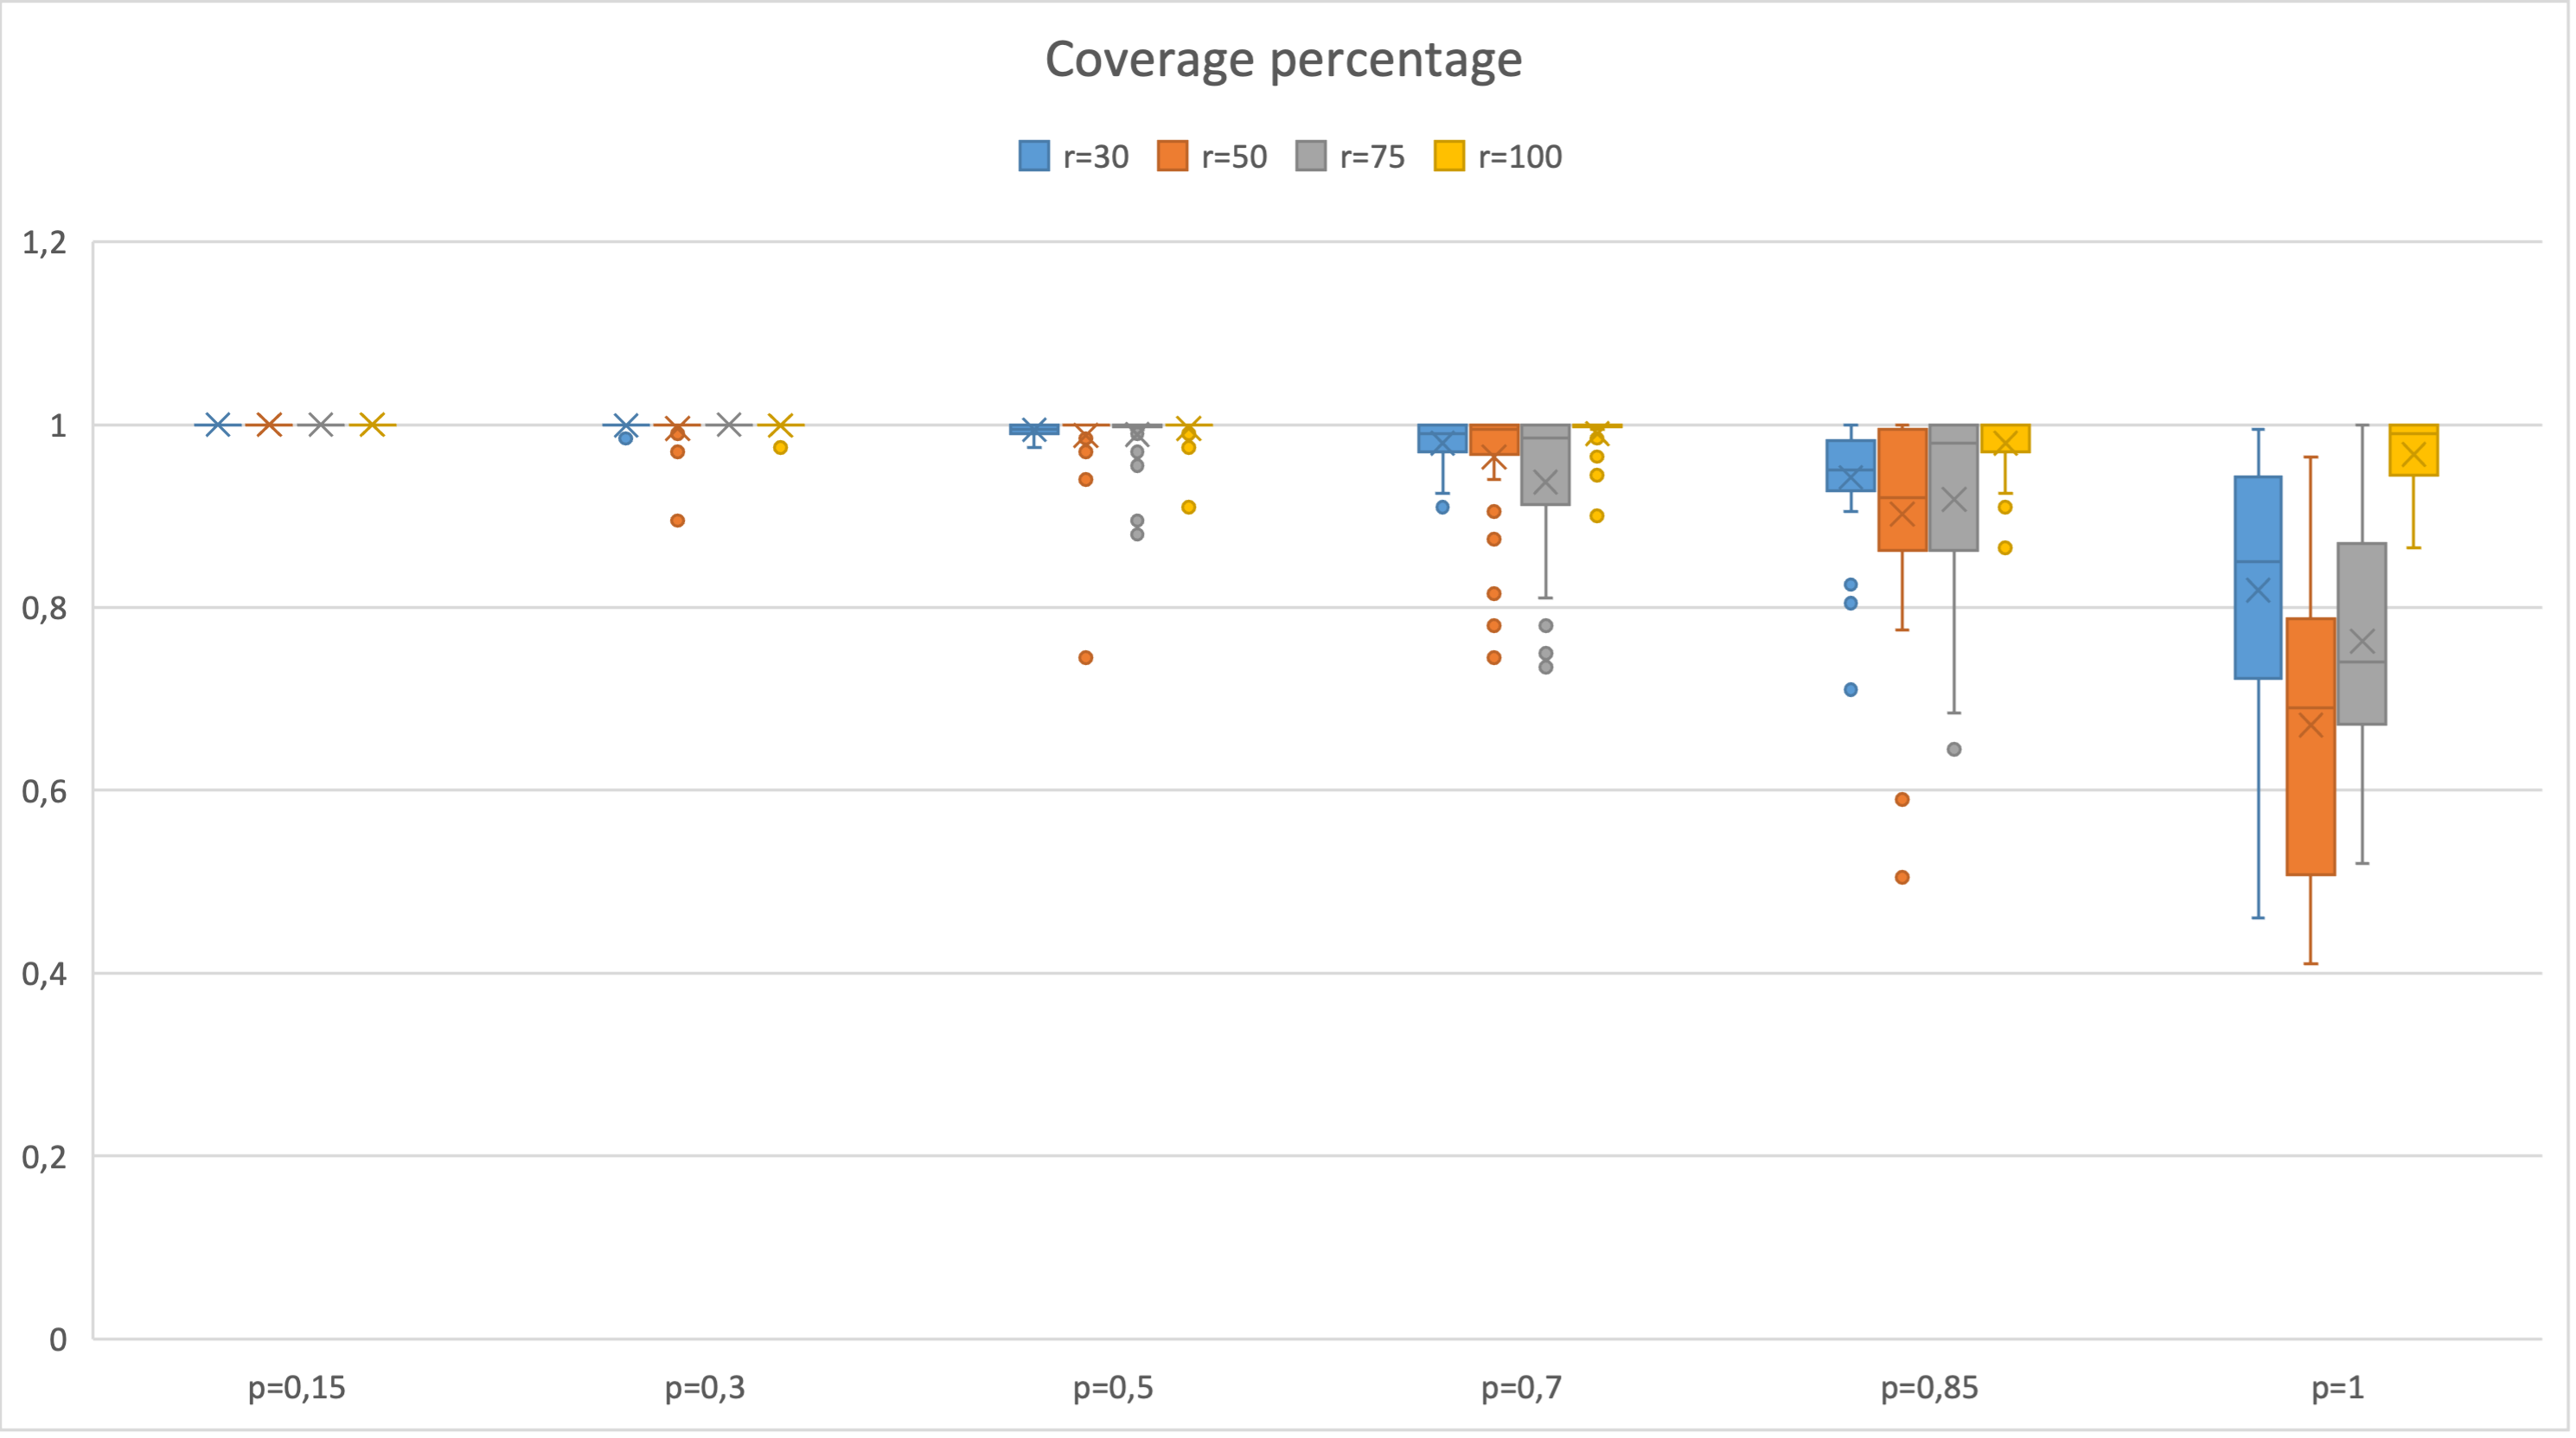 Coverage percentage
r=30 r=50 r=75 r=100
1,2
1
0,8
0,6
0,4
0,2
0
p=0,15 p=0,3 p=0,5 p=0,7 p=0,85 p=1